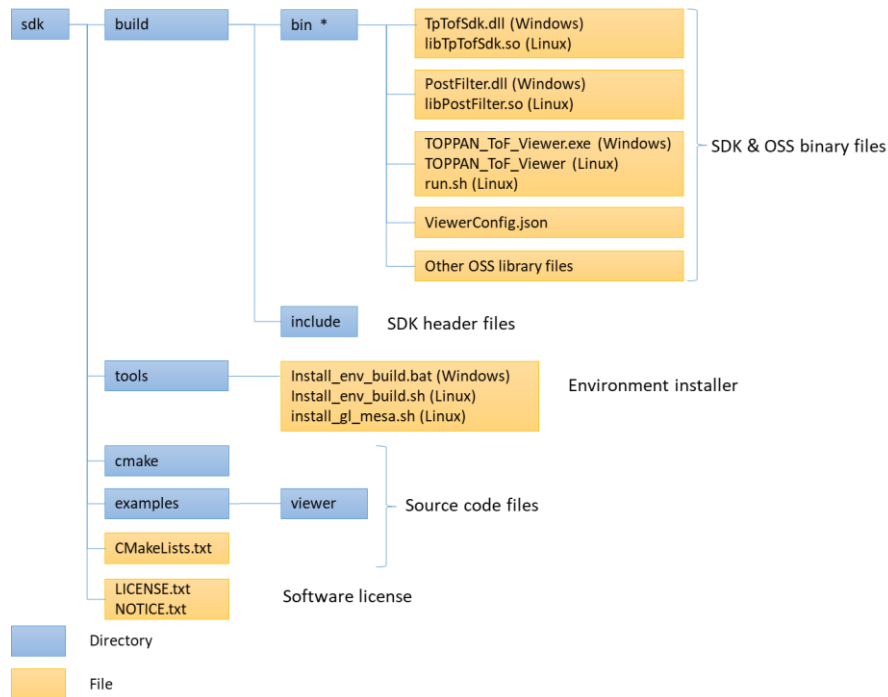 sdk
build
bin *
TpTofSdk.dll (Windows)
libTpTofSdk.so (Linux)
PostFilter.dll (Windows)
libPostFilter.so (Linux)
TOPPAN_ToF_Viewer.exe (Windows)
TOPPAN_ToF_Viewer (Linux)
run.sh (Linux)
SDK & OSS binary files
ViewerConfig.json
Other OSS library files
include
SDK header files
tools
Install_env_build.bat (Windows)
Install_env_build.sh (Linux)
install_gl_mesa.sh (Linux)
Environment installer
cmake
examples
viewer
Source code files
CMakeLists.txt
LICENSE.txt
NOTICE.txt
Software license
Directory
File